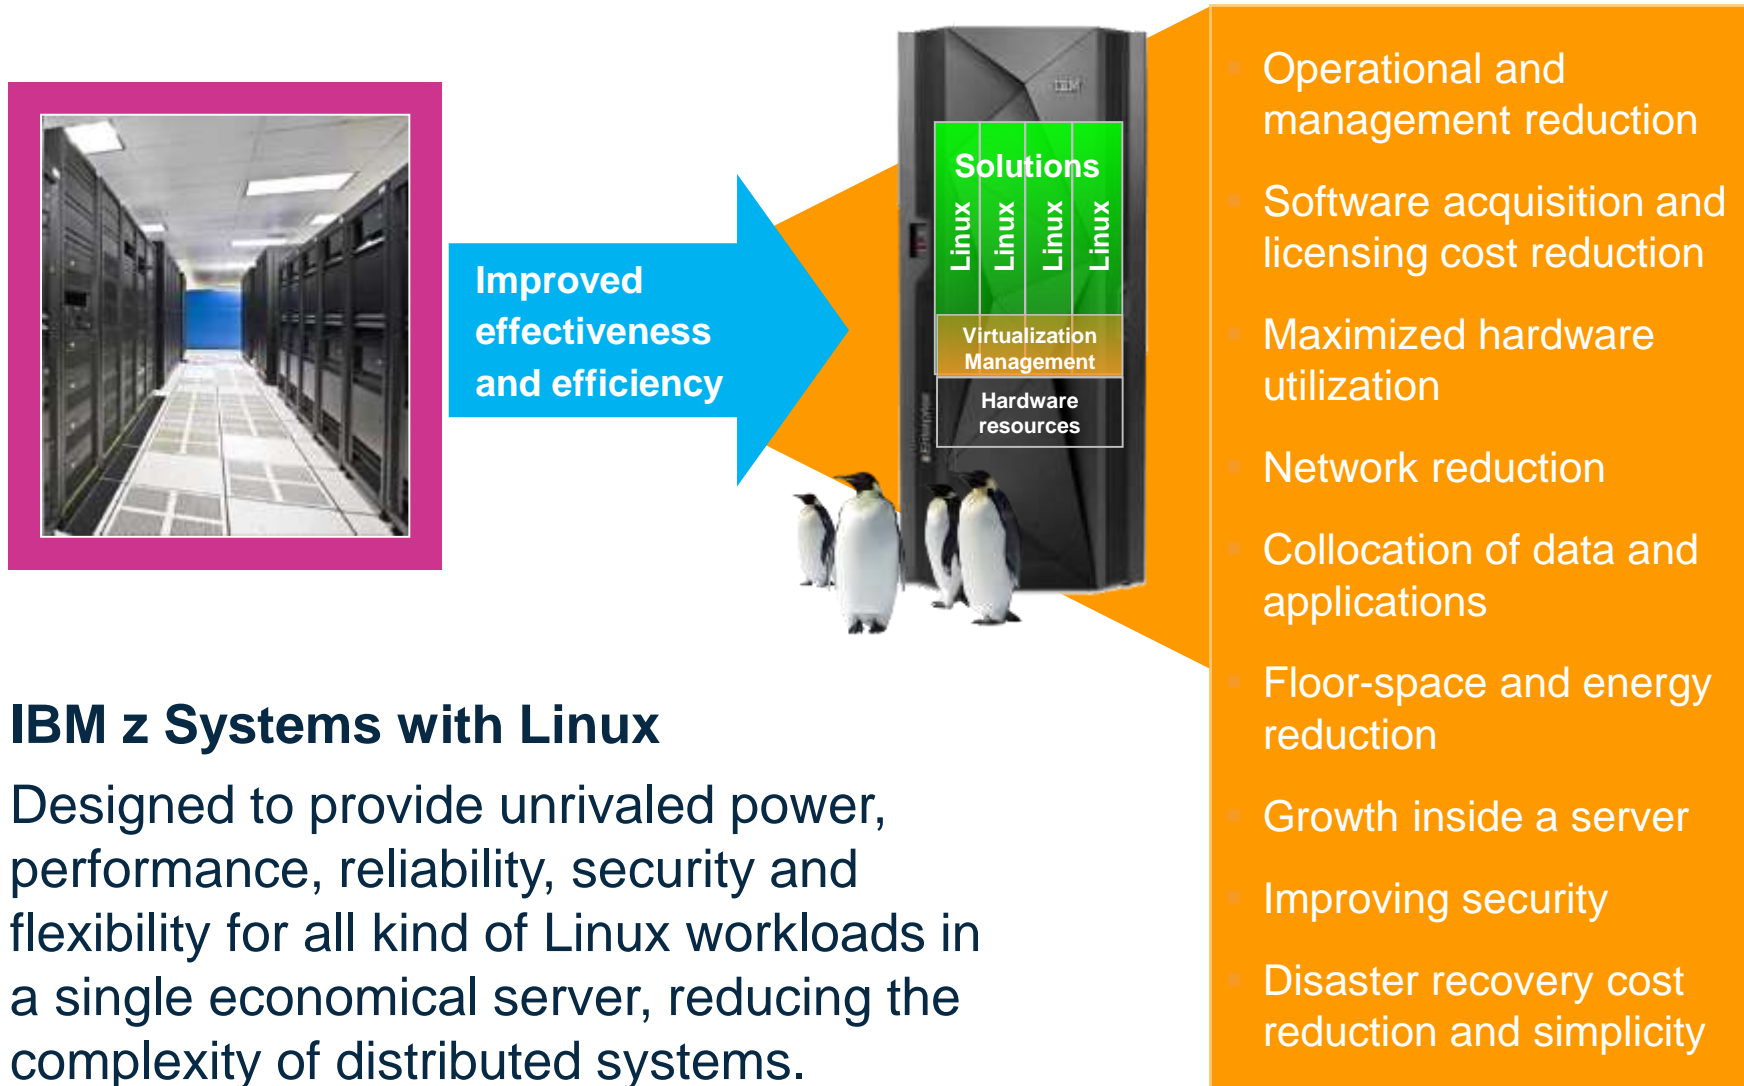 IBM
Solutions
Linux
Linux
Linux
Linux
Virtualization
Management
Hardware
resources
Improved
effectiveness
and efficiency
Operational and
management reduction
Software acquisition and
licensing cost reduction
Maximized hardware
utilization
Network reduction
Collocation of data and
applications
Floor-space and energy
reduction
Growth inside a server
Improving security
Disaster recovery cost
reduction and simplicity
IBM z Systems with Linux
Designed to provide unrivaled power,
performance, reliability, security and
flexibility for all kind of Linux workloads in
a single economical server, reducing the
complexity of distributed systems.